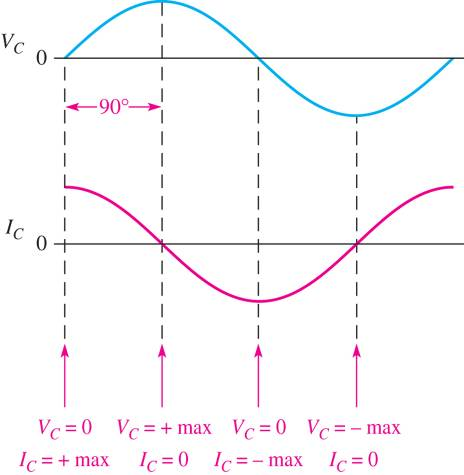 V_C 0
90°
I_C 0
V_C = 0 V_C = + max V_C = 0 V_C = – max
I_C = + max I_C = 0 I_C = – max I_C = 0